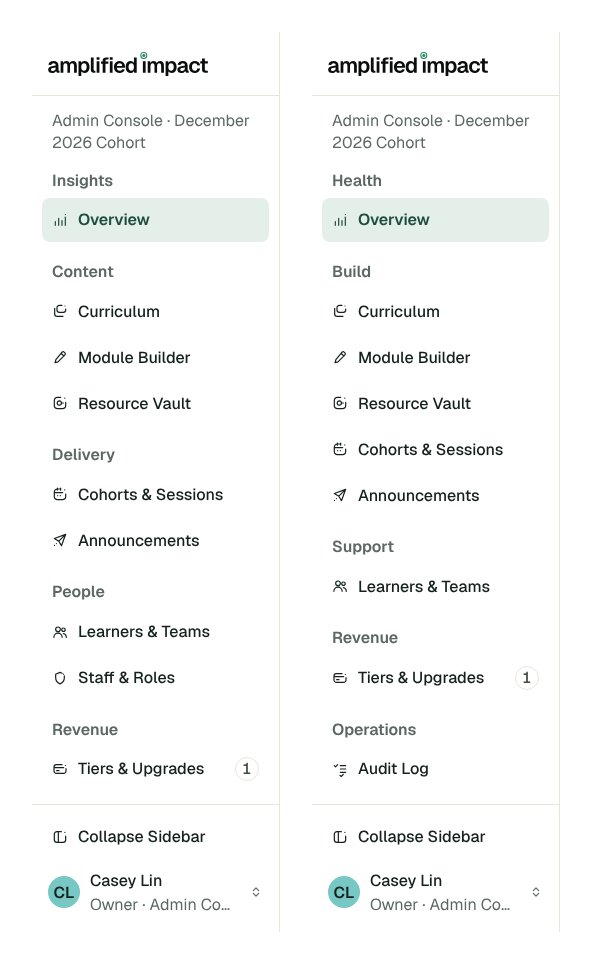 amplified impact
Admin Console · December
2026 Cohort
Insights
Overview
Content
Curriculum
Module Builder
Resource Vault
Delivery
Cohorts & Sessions
Announcements
People
Learners & Teams
Staff & Roles
Revenue
Tiers & Upgrades 1
Collapse Sidebar
CL
Casey Lin
Owner · Admin Co...
amplified impact
Admin Console · December
2026 Cohort
Health
Overview
Build
Curriculum
Module Builder
Resource Vault
Cohorts & Sessions
Announcements
Support
Learners & Teams
Revenue
Tiers & Upgrades 1
Operations
Audit Log
Collapse Sidebar
CL
Casey Lin
Owner · Admin Co...